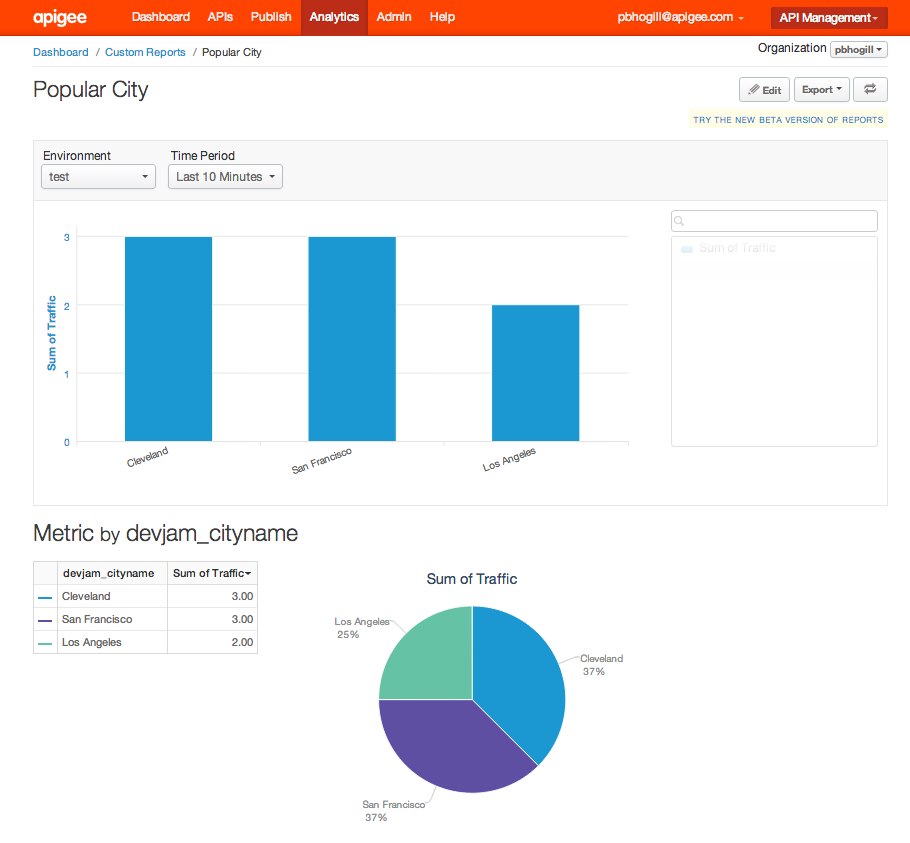 apigee Dashboard APIs Publish Analytics Admin Help pbhogill@apigee.com API Management
Dashboard / Custom Reports / Popular City
Organization pbhogill
Popular City
Edit Export
TRY THE NEW BETA VERSION OF REPORTS
Environment Time Period
test Last 10 Minutes
Sum of Traffic
Sum of Traffic
3
2
1
0
Cleveland San Francisco Los Angeles
Metric by devjam_cityname
devjam_cityname Sum of Traffic
Cleveland 3.00
San Francisco 3.00
Los Angeles 2.00
Sum of Traffic
Los Angeles
25%
Cleveland
37%
San Francisco
37%